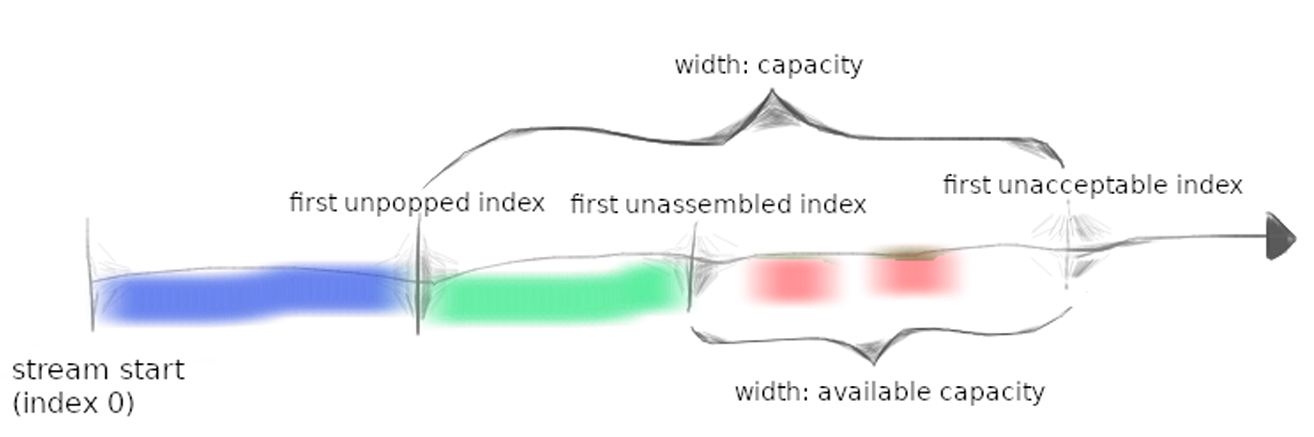 width: capacity
first unacceptable index
first unpopped index
first unassembled index
stream start
(index 0)
width: available capacity